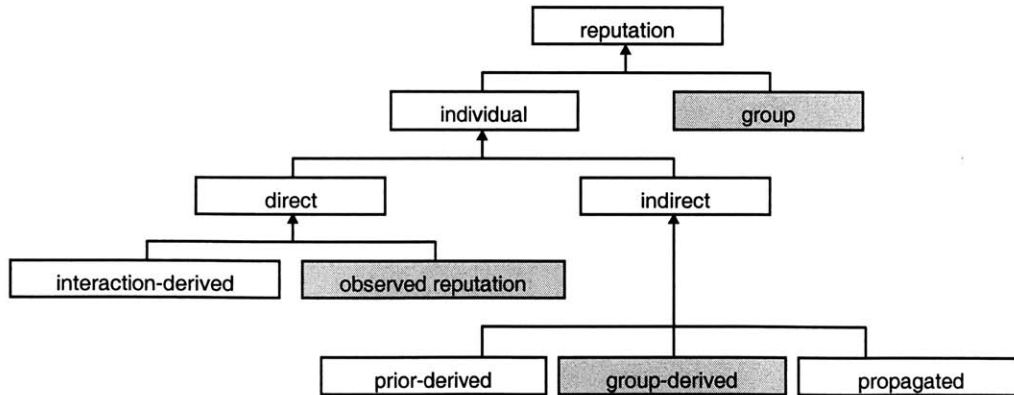 reputation
individual
group
direct
indirect
interaction-derived
observed reputation
prior-derived
group-derived
propagated